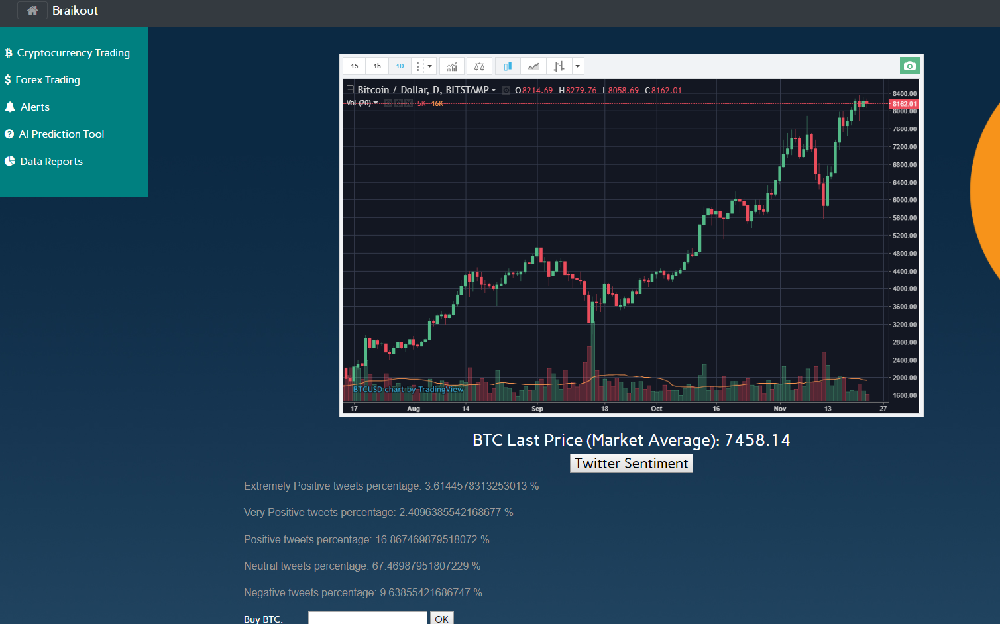 Braikout
Cryptocurrency Trading
Forex Trading
Alerts
AI Prediction Tool
Data Reports
15 1h 1D
Bitcoin / Dollar, D, BITSTAMP O8214.69 H8279.76 L8058.69 C8162.01
Vol (20) 5K 16K
8400.00
8162.01
8000.00
7600.00
7200.00
6800.00
6400.00
6000.00
5600.00
5200.00
4800.00
4400.00
4000.00
3600.00
3200.00
2800.00
2400.00
2000.00
1600.00
BTCUSD chart by TradingView
17 Aug 14 Sep 18 Oct 16 Nov 13 27
BTC Last Price (Market Average): 7458.14
Twitter Sentiment
Extremely Positive tweets percentage: 3.6144578313253013 %
Very Positive tweets percentage: 2.4096385542168677 %
Positive tweets percentage: 16.867469879518072 %
Neutral tweets percentage: 67.46987951807229 %
Negative tweets percentage: 9.63855421686747 %
Buy BTC: OK